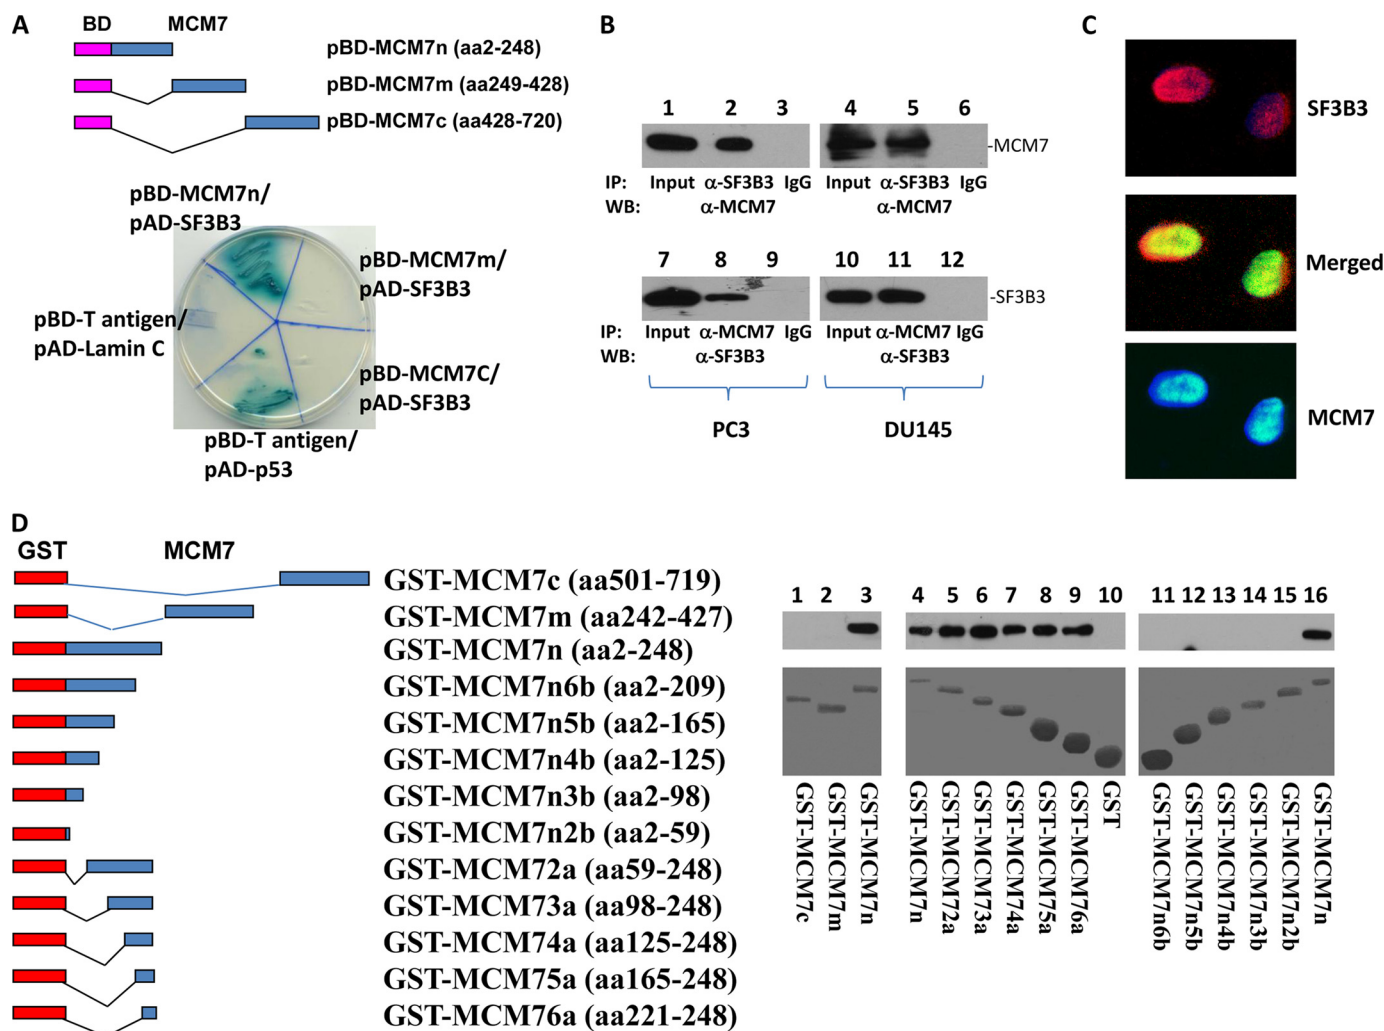 A
BD MCM7
pBD-MCM7n (aa2-248)
pBD-MCM7m (aa249-428)
pBD-MCM7c (aa428-720)
pBD-MCM7n/
pAD-SF3B3
pBD-MCM7m/
pAD-SF3B3
pBD-T antigen/
pAD-Lamin C
pBD-MCM7C/
pAD-SF3B3
pBD-T antigen/
pAD-p53
B
1 2 3 4 5 6
-MCM7
IP: Input α-SF3B3 IgG Input α-SF3B3 IgG
WB: α-MCM7 α-MCM7
7 8 9 10 11 12
-SF3B3
IP: Input α-MCM7 IgG Input α-MCM7 IgG
WB: α-SF3B3 α-SF3B3
PC3 DU145
C
SF3B3
Merged
MCM7
D
GST MCM7
GST-MCM7c (aa501-719)
GST-MCM7m (aa242-427)
GST-MCM7n (aa2-248)
GST-MCM7n6b (aa2-209)
GST-MCM7n5b (aa2-165)
GST-MCM7n4b (aa2-125)
GST-MCM7n3b (aa2-98)
GST-MCM7n2b (aa2-59)
GST-MCM72a (aa59-248)
GST-MCM73a (aa98-248)
GST-MCM74a (aa125-248)
GST-MCM75a (aa165-248)
GST-MCM76a (aa221-248)
1 2 3 4 5 6 7 8 9 10 11 12 13 14 15 16
GST-MCM7c
GST-MCM7m
GST-MCM7n
GST-MCM7n
GST-MCM72a
GST-MCM73a
GST-MCM74a
GST-MCM75a
GST-MCM76a
GST
GST-MCM7n6b
GST-MCM7n5b
GST-MCM7n4b
GST-MCM7n3b
GST-MCM7n2b
GST-MCM7n